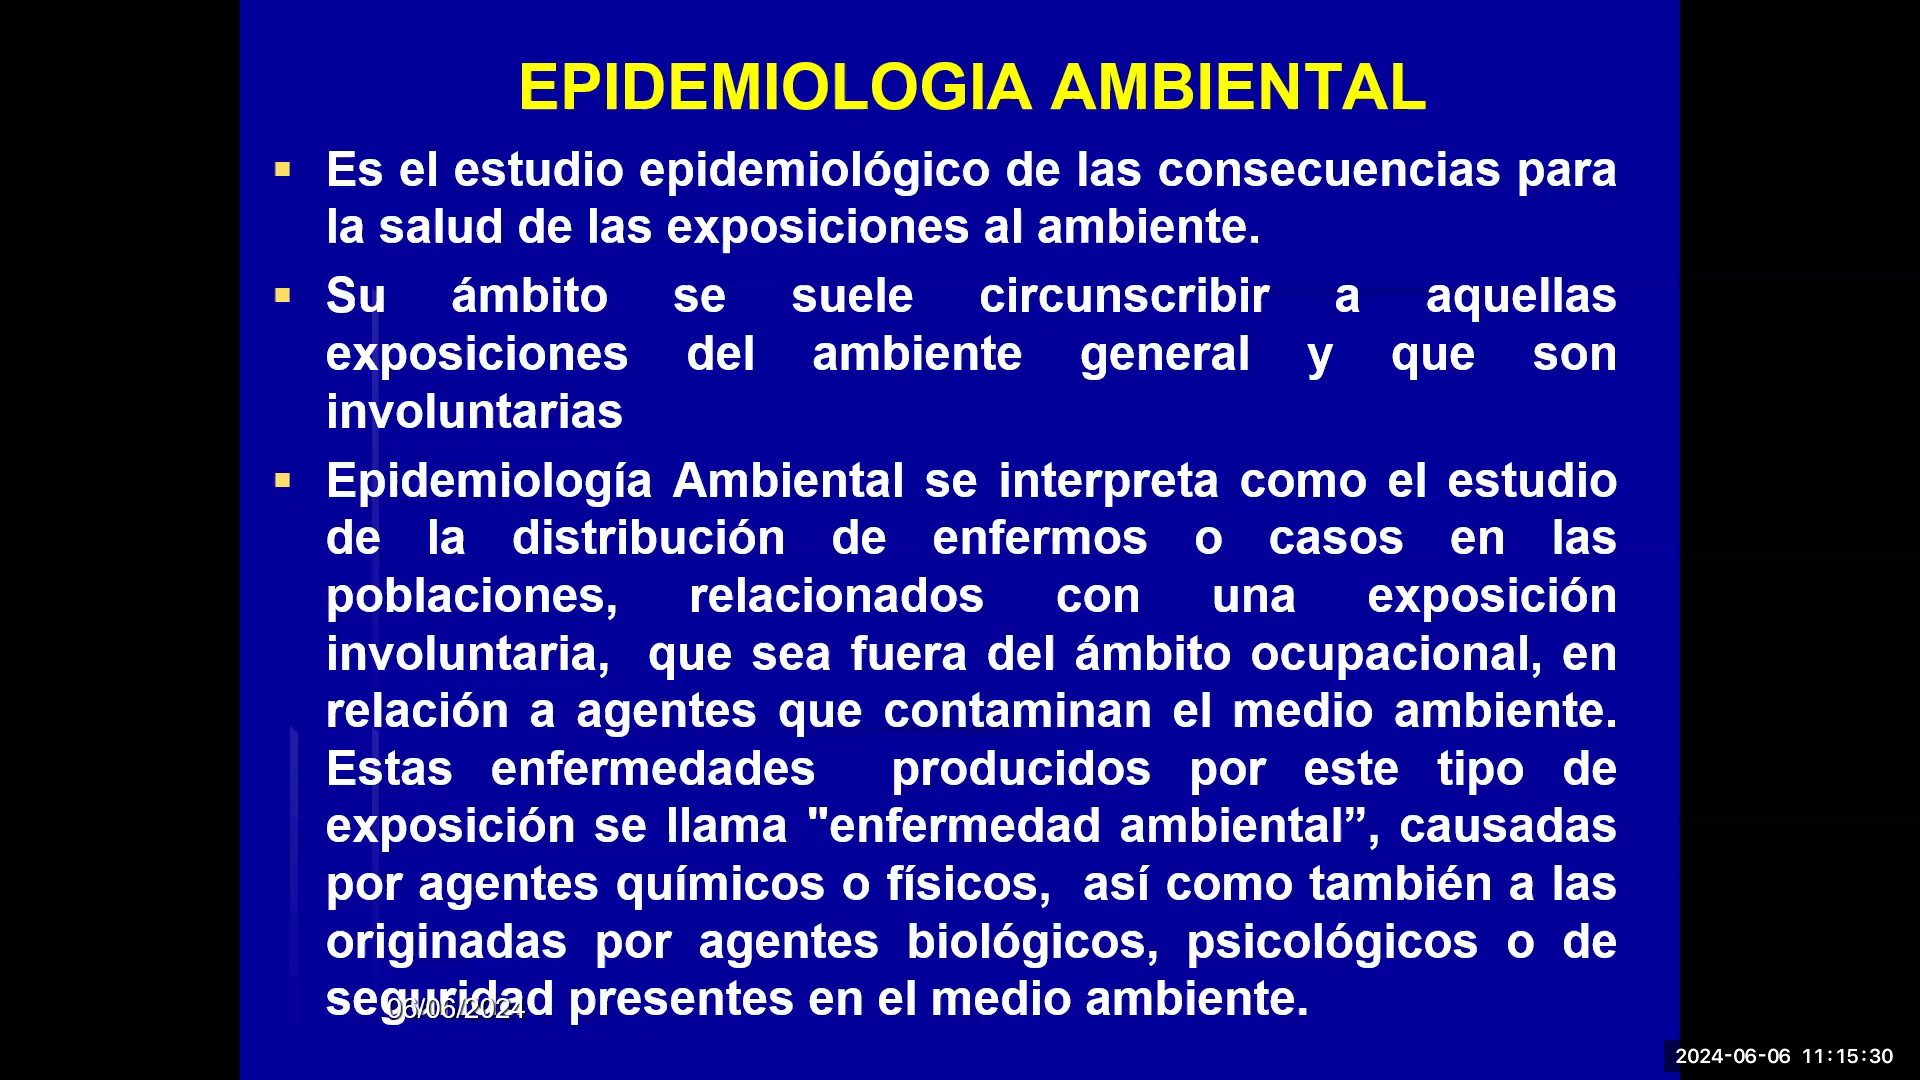 EPIDEMIOLOGIA AMBIENTAL
▪ Es el estudio epidemiológico de las consecuencias para
la salud de las exposiciones al ambiente.
▪ Su ámbito se suele circunscribir a aquellas
exposiciones del ambiente general y que son
involuntarias
▪ Epidemiología Ambiental se interpreta como el estudio
de la distribución de enfermos o casos en las
poblaciones, relacionados con una exposición
involuntaria, que sea fuera del ámbito ocupacional, en
relación a agentes que contaminan el medio ambiente.
Estas enfermedades producidos por este tipo de
exposición se llama "enfermedad ambiental”, causadas
por agentes químicos o físicos, así como también a las
originadas por agentes biológicos, psicológicos o de
seguridad presentes en el medio ambiente.
06/06/2024
2024-06-06 11:15:30